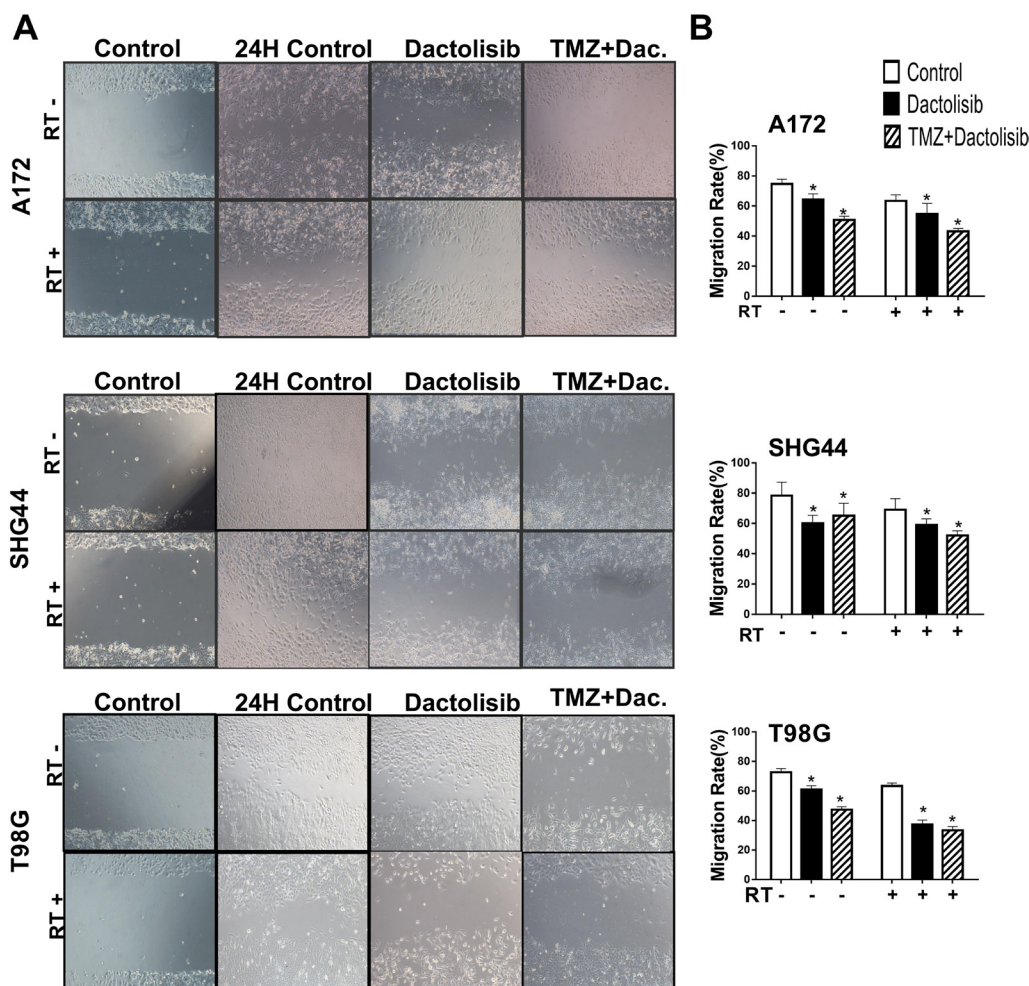 A
Control 24H Control Dactolisib TMZ+Dac.
RT -
A172
RT +
Control 24H Control Dactolisib TMZ+Dac.
RT -
SHG44
RT +
Control 24H Control Dactolisib TMZ+Dac.
RT -
T98G
RT +
B
Control
Dactolisib
TMZ+Dactolisib
A172
Migration Rate(%)
100
80
60
40
20
0
* * * *
RT - - - + + +
SHG44
Migration Rate(%)
100
80
60
40
20
0
* * * *
RT - - - + + +
T98G
Migration Rate(%)
100
80
60
40
20
0
* * * *
RT - - - + + +